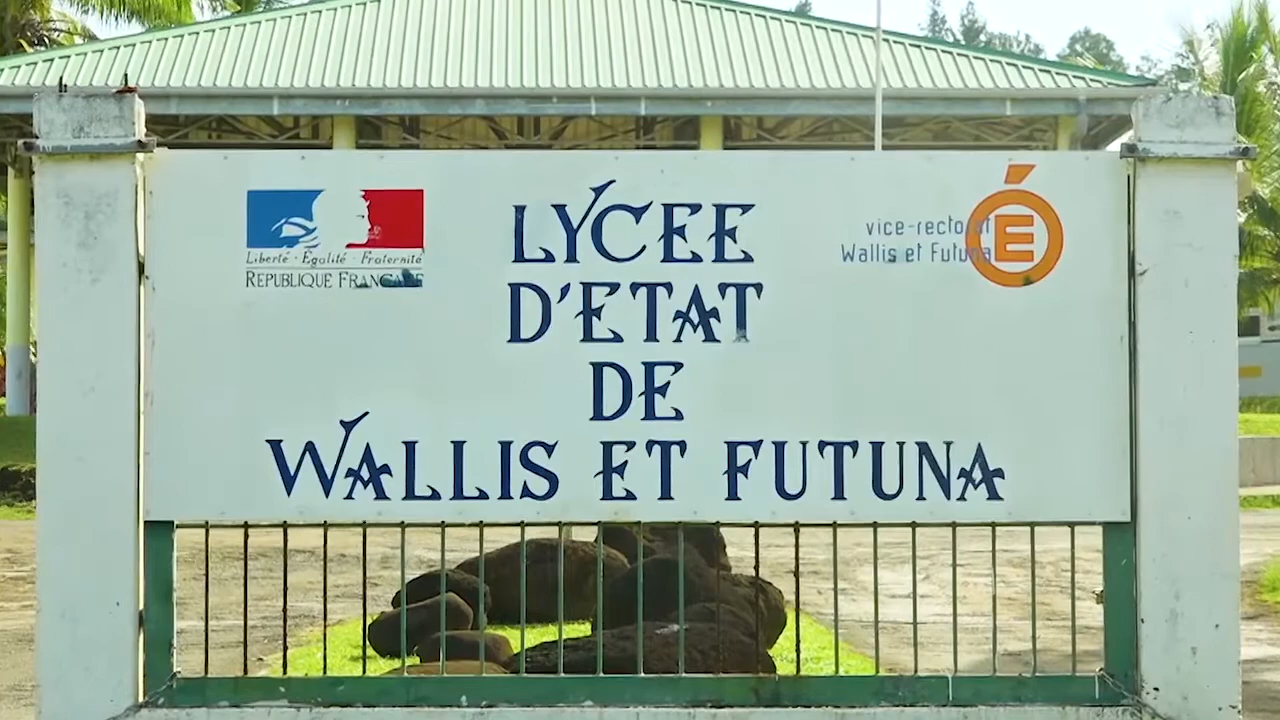 Liberté · Égalité · Fraternité
RÉPUBLIQUE FRANÇAISE
LYCEE
D'ETAT
DE
WALLIS ET FUTUNA
vice-rectorat
Wallis et Futuna
É